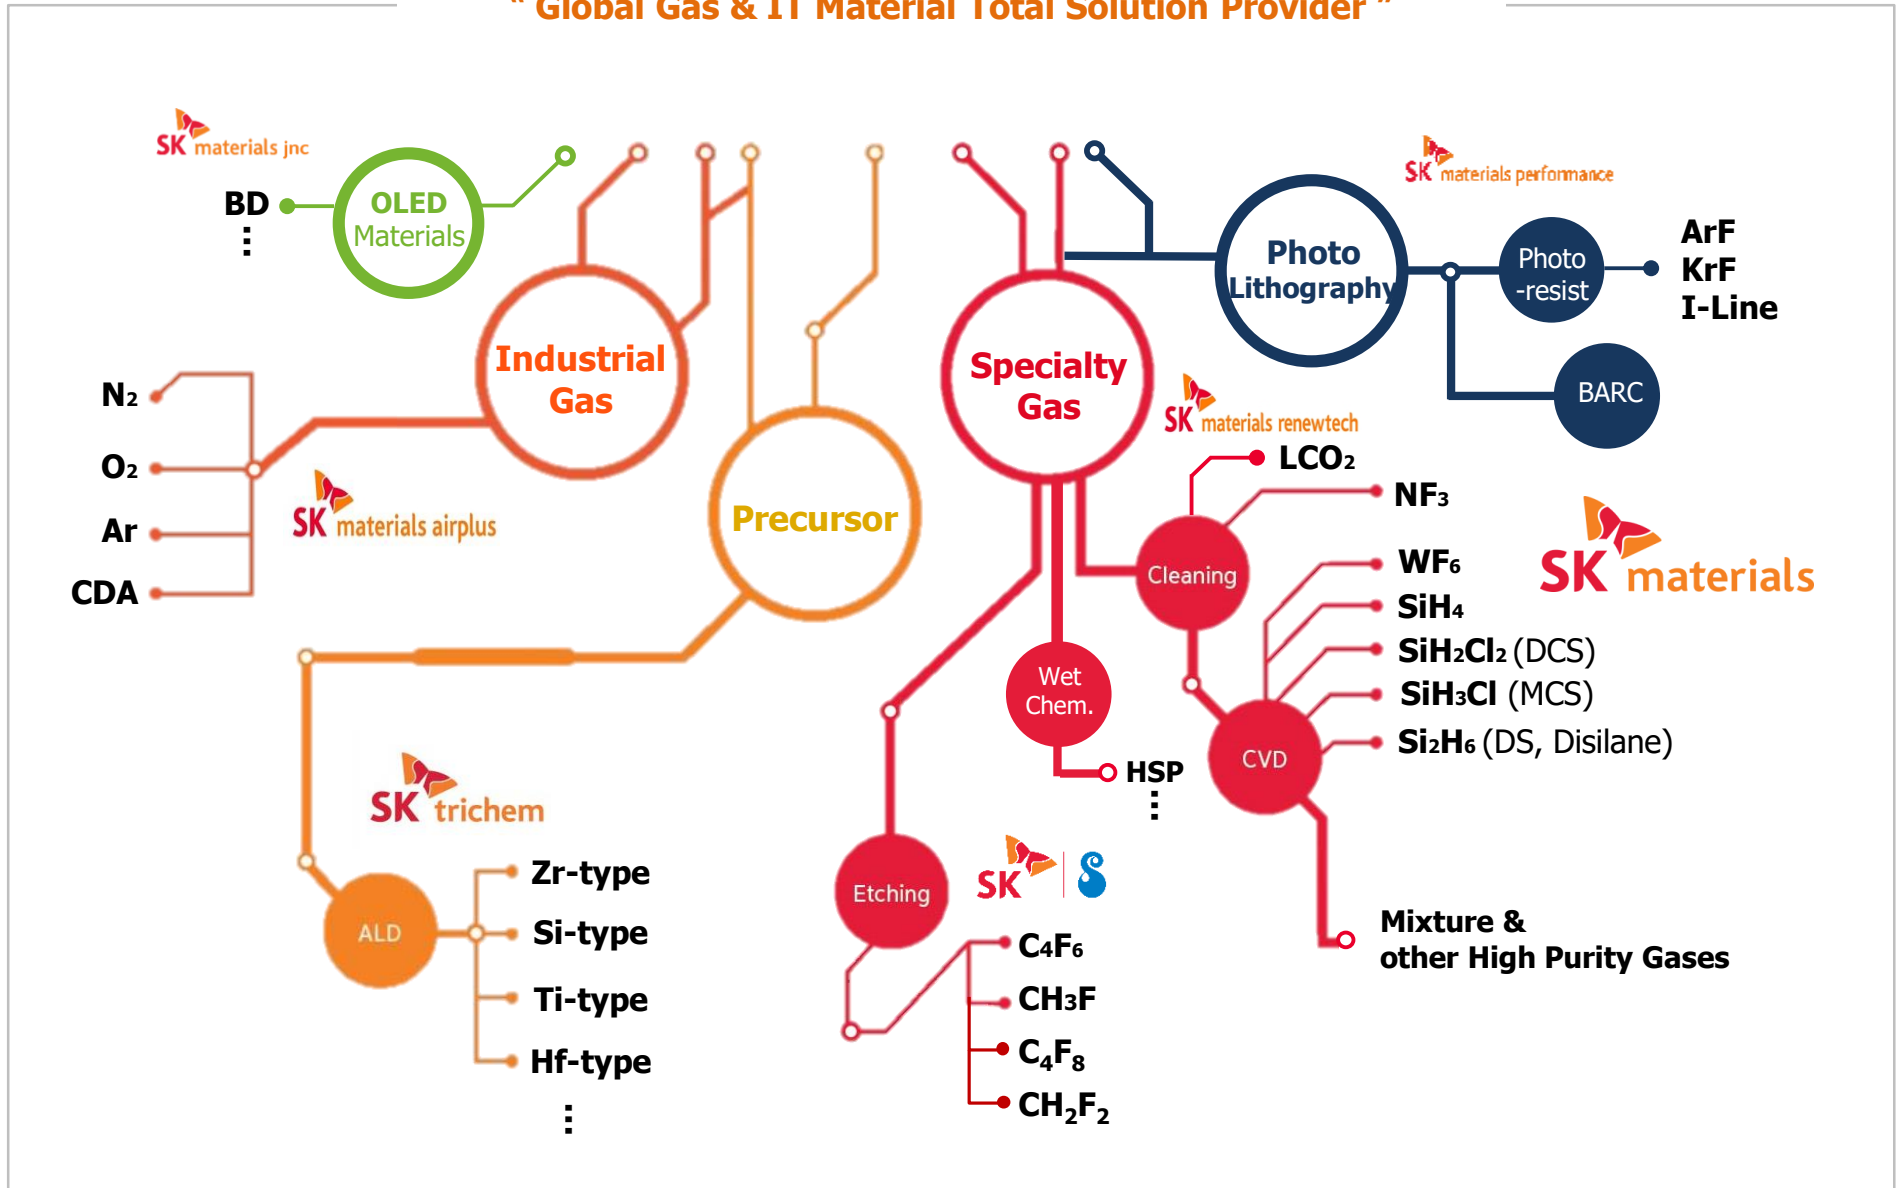 “ Global Gas & IT Material Total Solution Provider ”
SK materials jnc
BD
⋮
OLED
Materials
Industrial
Gas
N₂
O₂
Ar
CDA
SK materials airplus
Precursor
SK trichem
ALD
Zr-type
Si-type
Ti-type
Hf-type
⋮
Specialty
Gas
SK materials renewtech
LCO₂
Cleaning
NF₃
Wet
Chem.
HSP
⋮
CVD
WF₆
SiH₄
SiH₂Cl₂ (DCS)
SiH₃Cl (MCS)
Si₂H₆ (DS, Disilane)
SK materials
Mixture &
other High Purity Gases
Etching
SK
C₄F₆
CH₃F
C₄F₈
CH₂F₂
Photo
Lithography
SK materials performance
Photo
-resist
ArF
KrF
I-Line
BARC